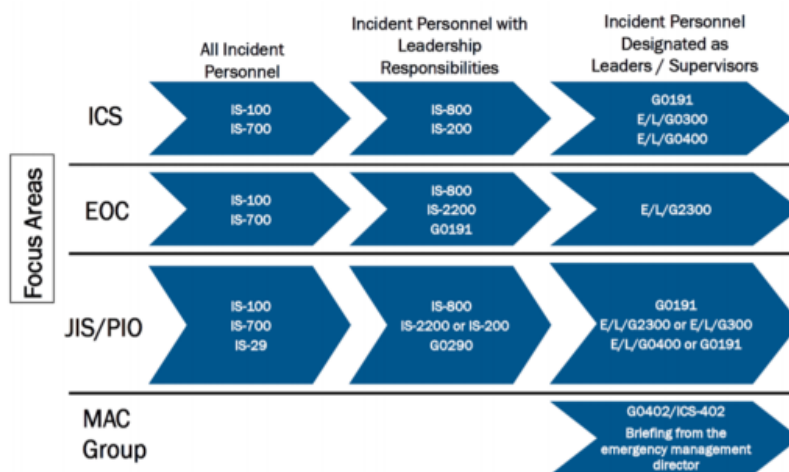 All Incident
Personnel
Incident Personnel with
Leadership
Responsibilities
Incident Personnel
Designated as
Leaders / Supervisors
Focus Areas
ICS
IS-100
IS-700
IS-800
IS-200
G0191
E/L/G0300
E/L/G0400
EOC
IS-100
IS-700
IS-800
IS-2200
G0191
E/L/G2300
JIS/PIO
IS-100
IS-700
IS-29
IS-800
IS-2200 or IS-200
G0290
G0191
E/L/G2300 or E/L/G300
E/L/G0400 or G0191
MAC
Group
G0402/ICS-402
Briefing from the
emergency management
director